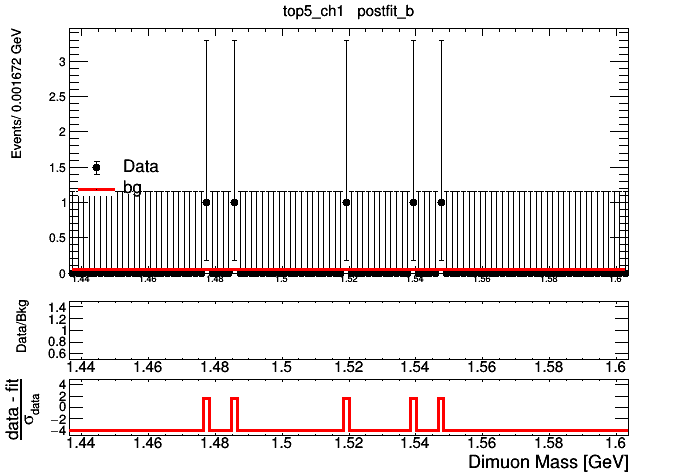 top5_ch1 postfit_b
Events/ 0.001672 GeV
3
2.5
2
1.5
1
0.5
0
Data
bg
1.44 1.46 1.48 1.5 1.52 1.54 1.56 1.58 1.6
Data/Bkg
1.4
1.2
1
0.8
0.6
1.44 1.46 1.48 1.5 1.52 1.54 1.56 1.58 1.6
data - fit
σdata
4
2
0
−2
−4
1.44 1.46 1.48 1.5 1.52 1.54 1.56 1.58 1.6
Dimuon Mass [GeV]